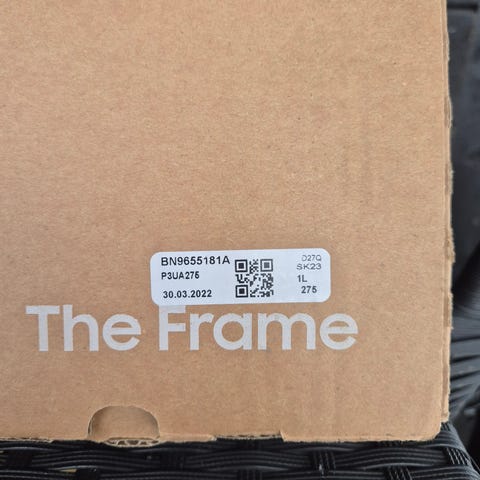 BN9655181A
P3UA275
30.03.2022
D27Q
SK23
1L
275
The Frame